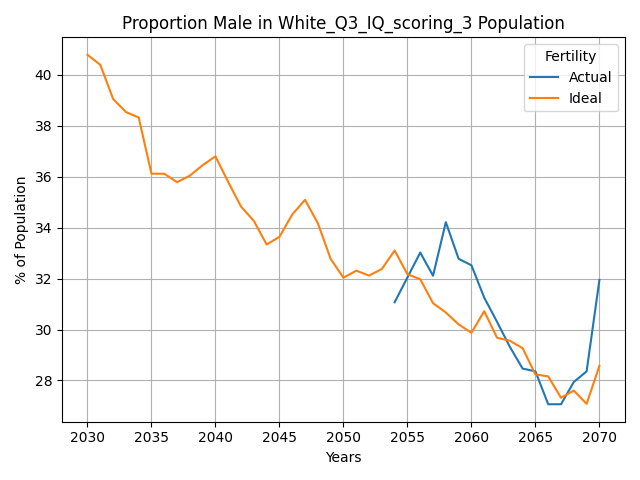 Proportion Male in White_Q3_IQ_scoring_3 Population
Fertility
Actual
Ideal
% of Population
40
38
36
34
32
30
28
2030 2035 2040 2045 2050 2055 2060 2065 2070
Years